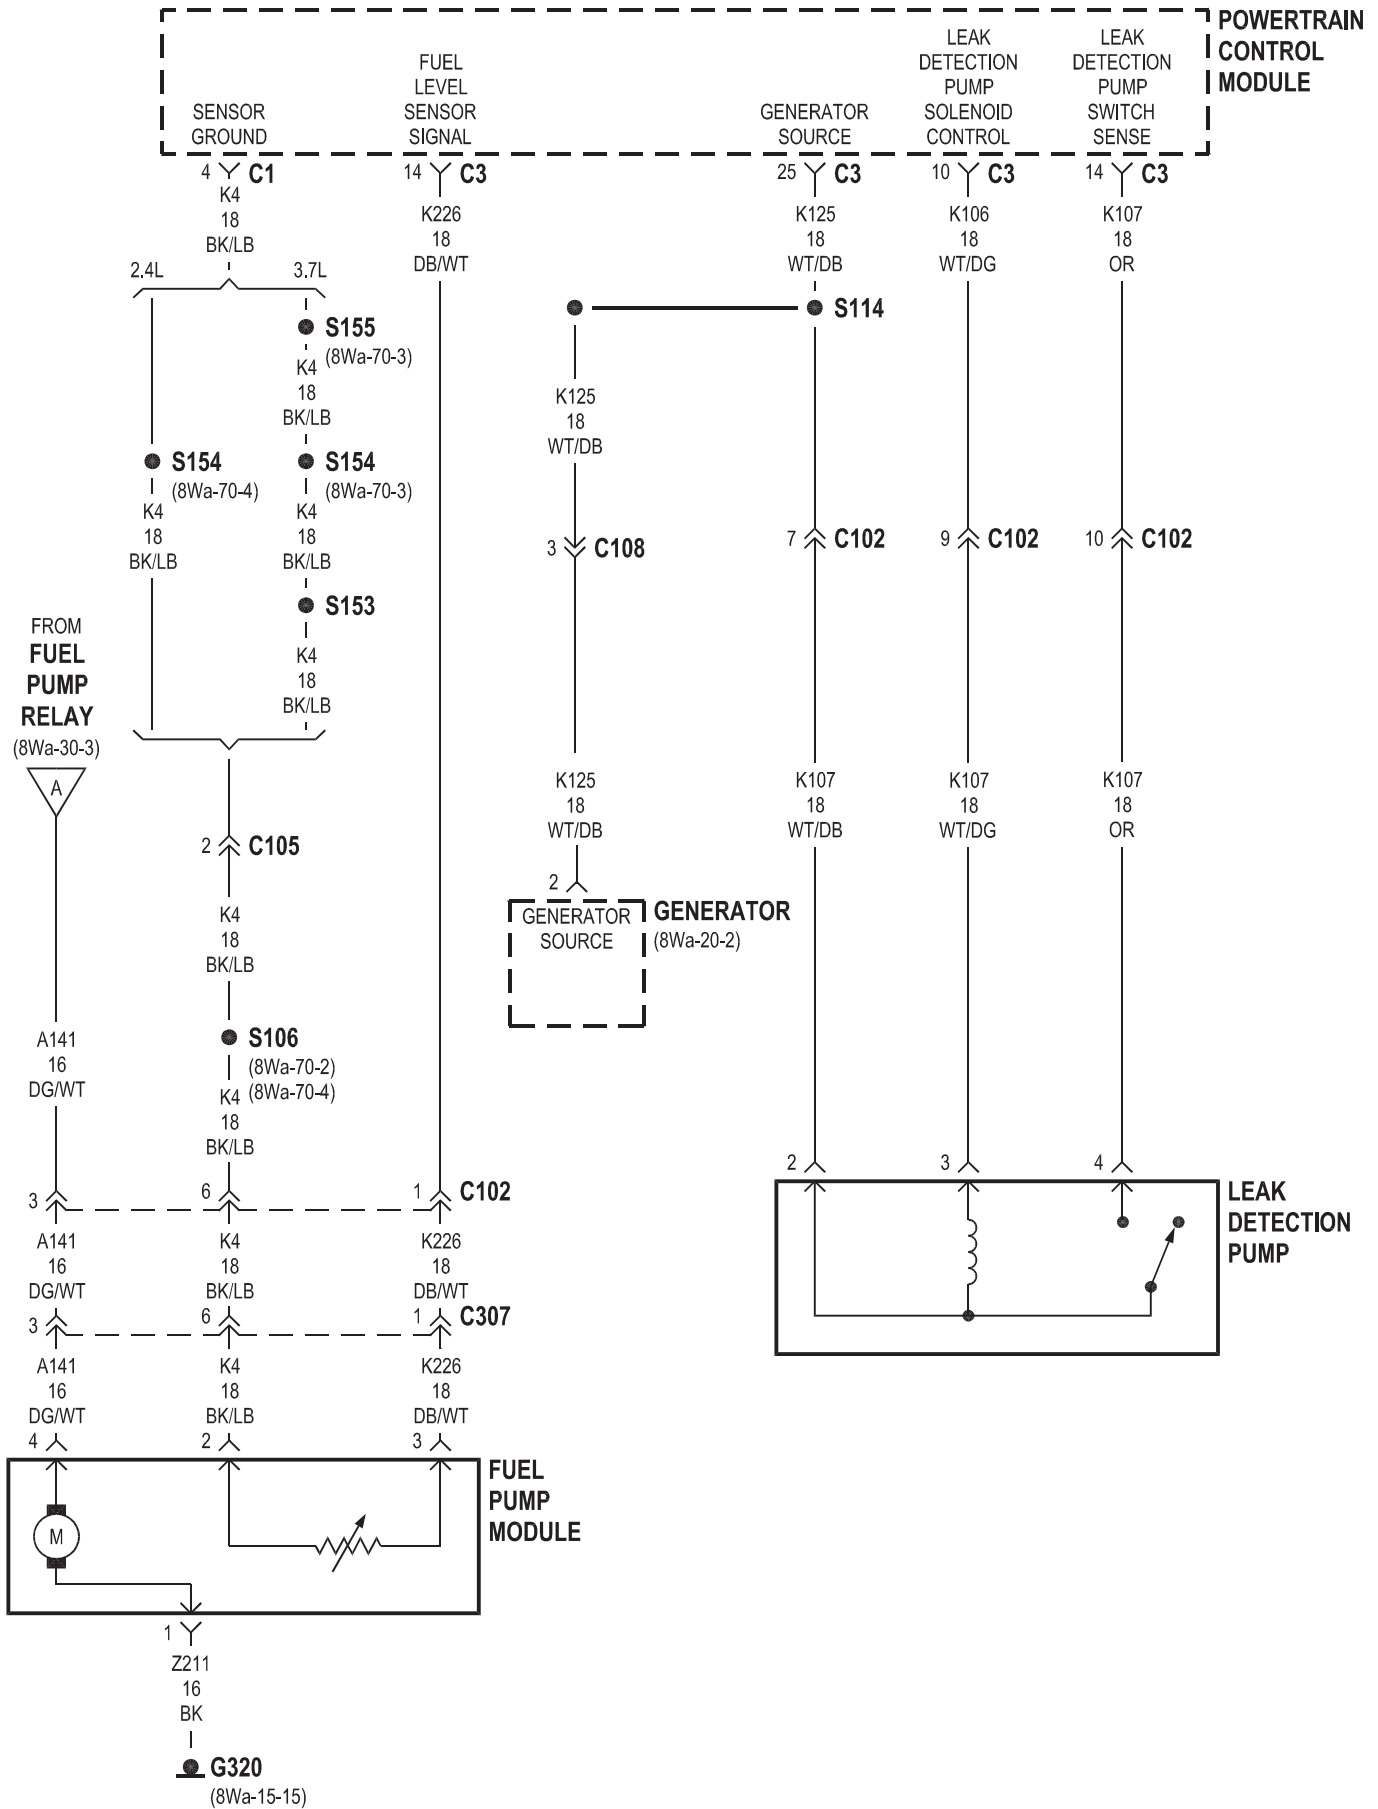 POWERTRAIN
CONTROL
MODULE
SENSOR
GROUND
FUEL
LEVEL
SENSOR
SIGNAL
GENERATOR
SOURCE
LEAK
DETECTION
PUMP
SOLENOID
CONTROL
LEAK
DETECTION
PUMP
SWITCH
SENSE
4 C1
14 C3
25 C3
10 C3
14 C3
K4
18
BK/LB
K226
18
DB/WT
K125
18
WT/DB
K106
18
WT/DG
K107
18
OR
2.4L
3.7L
S155
(8Wa-70-3)
K4
18
BK/LB
S114
K125
18
WT/DB
S154
(8Wa-70-4)
S154
(8Wa-70-3)
K4
18
BK/LB
K4
18
BK/LB
3 C108
7 C102
9 C102
10 C102
S153
K4
18
BK/LB
FROM
FUEL
PUMP
RELAY
(8Wa-30-3)
A
K125
18
WT/DB
K107
18
WT/DB
K107
18
WT/DG
K107
18
OR
2 C105
K4
18
BK/LB
2
GENERATOR
SOURCE
GENERATOR
(8Wa-20-2)
S106
(8Wa-70-2)
(8Wa-70-4)
A141
16
DG/WT
K4
18
BK/LB
2
3
4
LEAK
DETECTION
PUMP
3
6
1 C102
A141
16
DG/WT
K4
18
BK/LB
K226
18
DB/WT
3
6
1 C307
A141
16
DG/WT
K4
18
BK/LB
K226
18
DB/WT
4
2
3
FUEL
PUMP
MODULE
M
1
Z211
16
BK
G320
(8Wa-15-15)